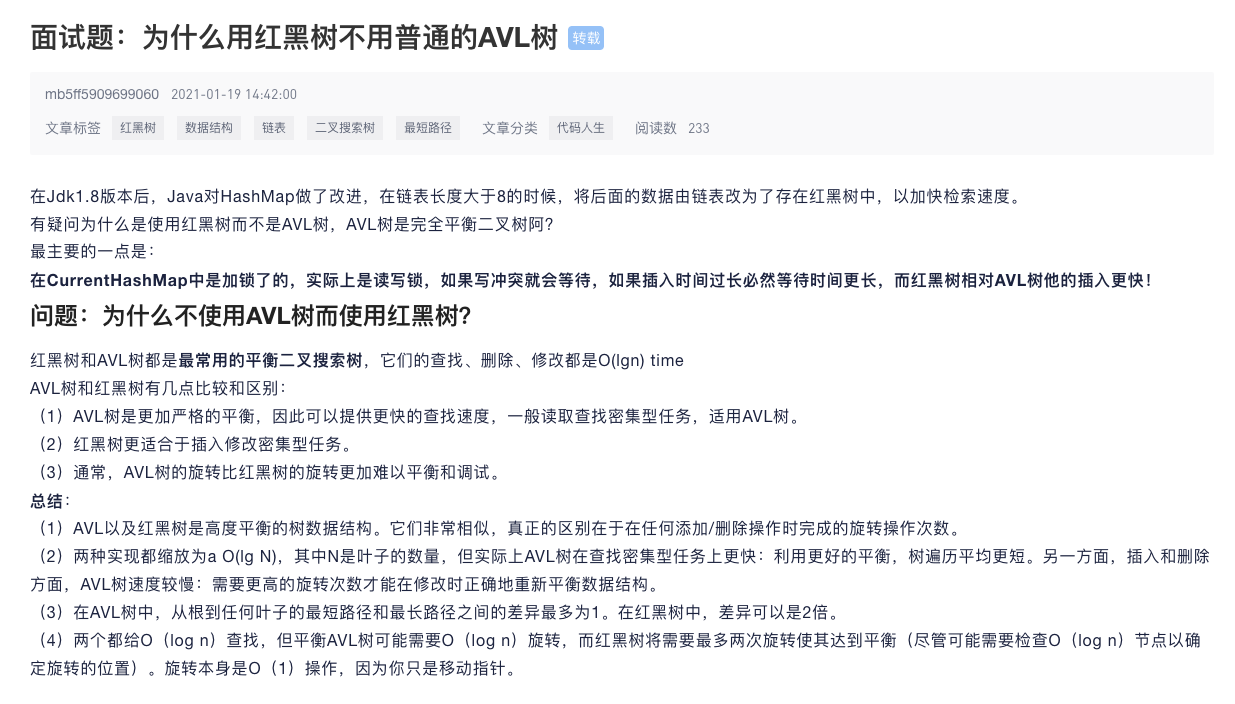 面试题：为什么用红黑树不用普通的AVL树 转载
mb5ff5909699060 2021-01-19 14:42:00
文章标签 红黑树 数据结构 链表 二叉搜索树 最短路径 文章分类 代码人生 阅读数 233
在Jdk1.8版本后，Java对HashMap做了改进，在链表长度大于8的时候，将后面的数据由链表改为了存在红黑树中，以加快检索速度。
有疑问为什么是使用红黑树而不是AVL树，AVL树是完全平衡二叉树阿?
最主要的一点是：
在CurrentHashMap中是加锁了的，实际上是读写锁，如果写冲突就会等待，如果插入时间过长必然等待时间更长，而红黑树相对AVL树他的插入更快！
问题：为什么不使用AVL树而使用红黑树?
红黑树和AVL树都是最常用的平衡二叉搜索树，它们的查找、删除、修改都是O(lgn) time
AVL树和红黑树有几点比较和区别：
（1）AVL树是更加严格的平衡，因此可以提供更快的查找速度，一般读取查找密集型任务，适用AVL树。
（2）红黑树更适合于插入修改密集型任务。
（3）通常，AVL树的旋转比红黑树的旋转更加难以平衡和调试。
总结：
（1）AVL以及红黑树是高度平衡的树数据结构。它们非常相似，真正的区别在于在任何添加/删除操作时完成的旋转操作次数。
（2）两种实现都缩放为a O(lg N)，其中N是叶子的数量，但实际上AVL树在查找密集型任务上更快：利用更好的平衡，树遍历平均更短。另一方面，插入和删除
方面，AVL树速度较慢：需要更高的旋转次数才能在修改时正确地重新平衡数据结构。
（3）在AVL树中，从根到任何叶子的最短路径和最长路径之间的差异最多为1。在红黑树中，差异可以是2倍。
（4）两个都给O（log n）查找，但平衡AVL树可能需要O（log n）旋转，而红黑树将需要最多两次旋转使其达到平衡（尽管可能需要检查O（log n）节点以确
定旋转的位置）。旋转本身是O（1）操作，因为你只是移动指针。